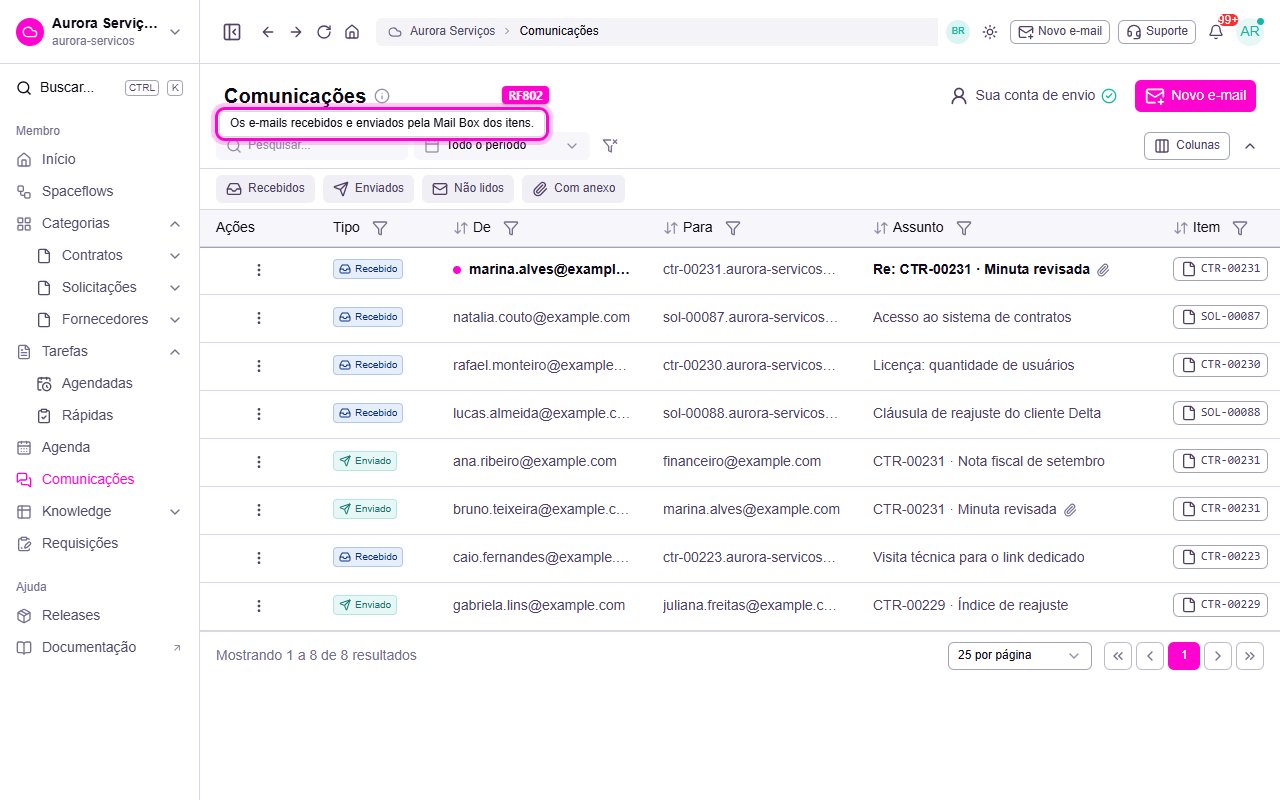 Aurora Serviç...
aurora-servicos
Aurora Serviços
Comunicações
BR
Novo e-mail
Suporte
99+
AR
Buscar...
CTRL
K
Membro
Início
Spaceflows
Categorias
Contratos
Solicitações
Fornecedores
Tarefas
Agendadas
Rápidas
Agenda
Comunicações
Knowledge
Requisições
Ajuda
Releases
Documentação
Comunicações
RF802
Sua conta de envio
Novo e-mail
Os e-mails recebidos e enviados pela Mail Box dos itens.
Pesquisar...
Todo o período
Colunas
Recebidos
Enviados
Não lidos
Com anexo
Ações Tipo De Para Assunto Item
Recebido marina.alves@exampl... ctr-00231.aurora-servicos... Re: CTR-00231 · Minuta revisada CTR-00231
Recebido natalia.couto@example.com sol-00087.aurora-servicos... Acesso ao sistema de contratos SOL-00087
Recebido rafael.monteiro@example... ctr-00230.aurora-servicos... Licença: quantidade de usuários CTR-00230
Recebido lucas.almeida@example.c... sol-00088.aurora-servicos... Cláusula de reajuste do cliente Delta SOL-00088
Enviado ana.ribeiro@example.com financeiro@example.com CTR-00231 · Nota fiscal de setembro CTR-00231
Enviado bruno.teixeira@example.c... marina.alves@example.com CTR-00231 · Minuta revisada CTR-00231
Recebido caio.fernandes@example.... ctr-00223.aurora-servicos... Visita técnica para o link dedicado CTR-00223
Enviado gabriela.lins@example.com juliana.freitas@example.c... CTR-00229 · Índice de reajuste CTR-00229
Mostrando 1 a 8 de 8 resultados
25 por página
1